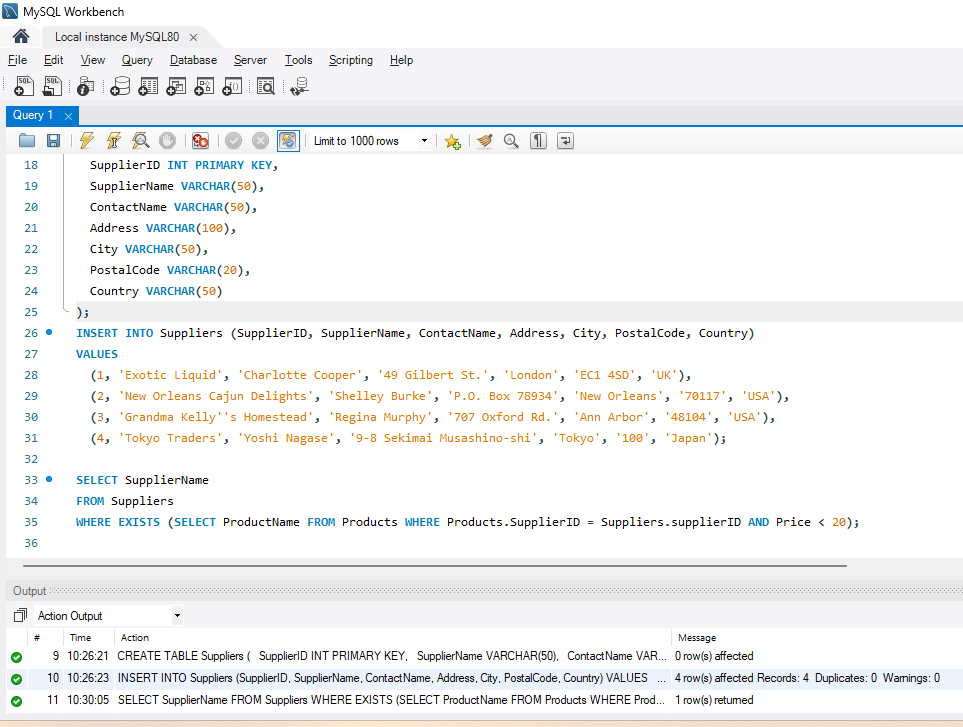 MySQL Workbench
Local instance MySQL80 ×
File Edit View Query Database Server Tools Scripting Help
Query 1 ×
Limit to 1000 rows
18 SupplierID INT PRIMARY KEY,
19 SupplierName VARCHAR(50),
20 ContactName VARCHAR(50),
21 Address VARCHAR(100),
22 City VARCHAR(50),
23 PostalCode VARCHAR(20),
24 Country VARCHAR(50)
25 );
26 INSERT INTO Suppliers (SupplierID, SupplierName, ContactName, Address, City, PostalCode, Country)
27 VALUES
28 (1, 'Exotic Liquid', 'Charlotte Cooper', '49 Gilbert St.', 'London', 'EC1 4SD', 'UK'),
29 (2, 'New Orleans Cajun Delights', 'Shelley Burke', 'P.O. Box 78934', 'New Orleans', '70117', 'USA'),
30 (3, 'Grandma Kelly''s Homestead', 'Regina Murphy', '707 Oxford Rd.', 'Ann Arbor', '48104', 'USA'),
31 (4, 'Tokyo Traders', 'Yoshi Nagase', '9-8 Sekimai Musashino-shi', 'Tokyo', '100', 'Japan');
32
33 SELECT SupplierName
34 FROM Suppliers
35 WHERE EXISTS (SELECT ProductName FROM Products WHERE Products.SupplierID = Suppliers.supplierID AND Price < 20);
36
Output
Action Output
# Time Action Message
9 10:26:21 CREATE TABLE Suppliers ( SupplierID INT PRIMARY KEY, SupplierName VARCHAR(50), ContactName VAR... 0 row(s) affected
10 10:26:23 INSERT INTO Suppliers (SupplierID, SupplierName, ContactName, Address, City, PostalCode, Country) VALUES ... 4 row(s) affected Records: 4 Duplicates: 0 Warnings: 0
11 10:30:05 SELECT SupplierName FROM Suppliers WHERE EXISTS (SELECT ProductName FROM Products WHERE Prod... 1 row(s) returned